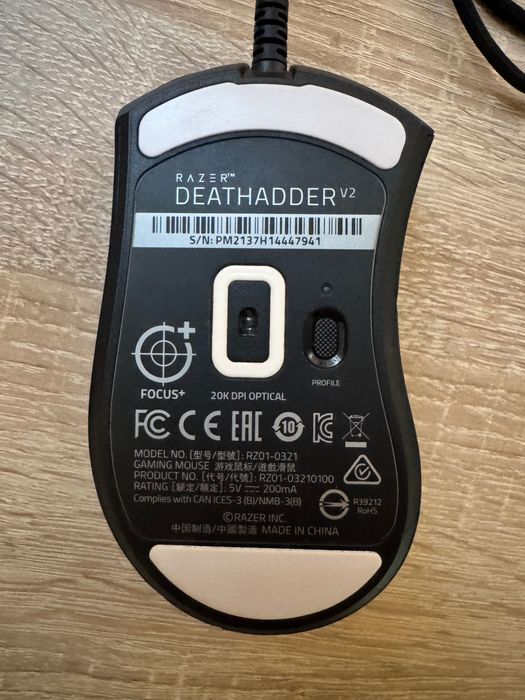 RAZER™
DEATHADDER V2
S/N: PM2137H14447941
FOCUS+
20K DPI OPTICAL
PROFILE
FC CE EAC 10 KC
MODEL NO. [型号/型號]: RZ01-0321
GAMING MOUSE 游戏鼠标/遊戲滑鼠
PRODUCT NO. [代号/代號]: RZ01-03210100
RATING [额定/額定]: 5V⎓200mA
Complies with CAN ICES-3 (B)/NMB-3(B)
R39212
RoHS
©RAZER INC.
中国制造/中國製造 MADE IN CHINA